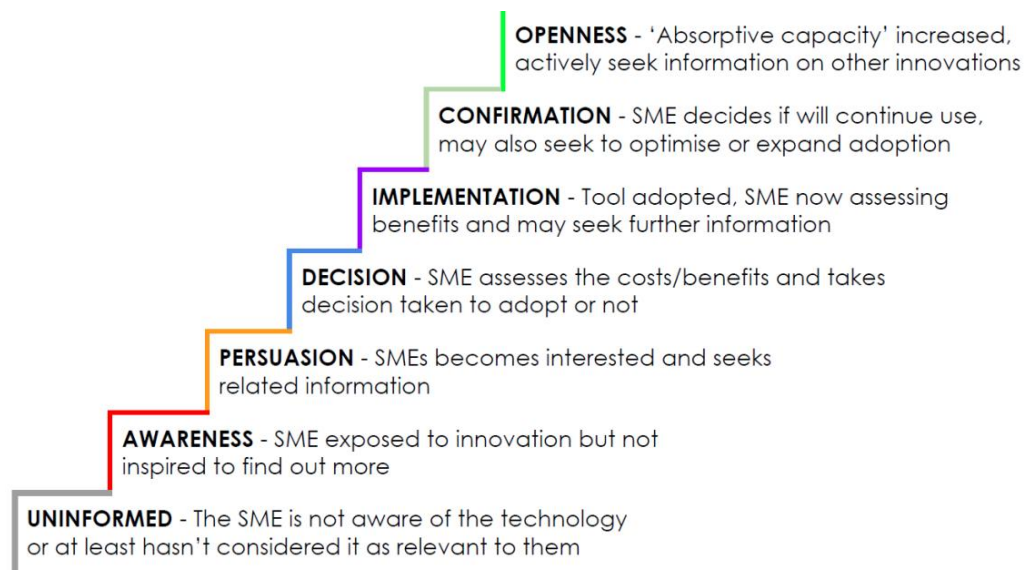 OPENNESS - ‘Absorptive capacity’ increased,
actively seek information on other innovations
CONFIRMATION - SME decides if will continue use,
may also seek to optimise or expand adoption
IMPLEMENTATION - Tool adopted, SME now assessing
benefits and may seek further information
DECISION - SME assesses the costs/benefits and takes
decision taken to adopt or not
PERSUASION - SMEs becomes interested and seeks
related information
AWARENESS - SME exposed to innovation but not
inspired to find out more
UNINFORMED - The SME is not aware of the technology
or at least hasn’t considered it as relevant to them